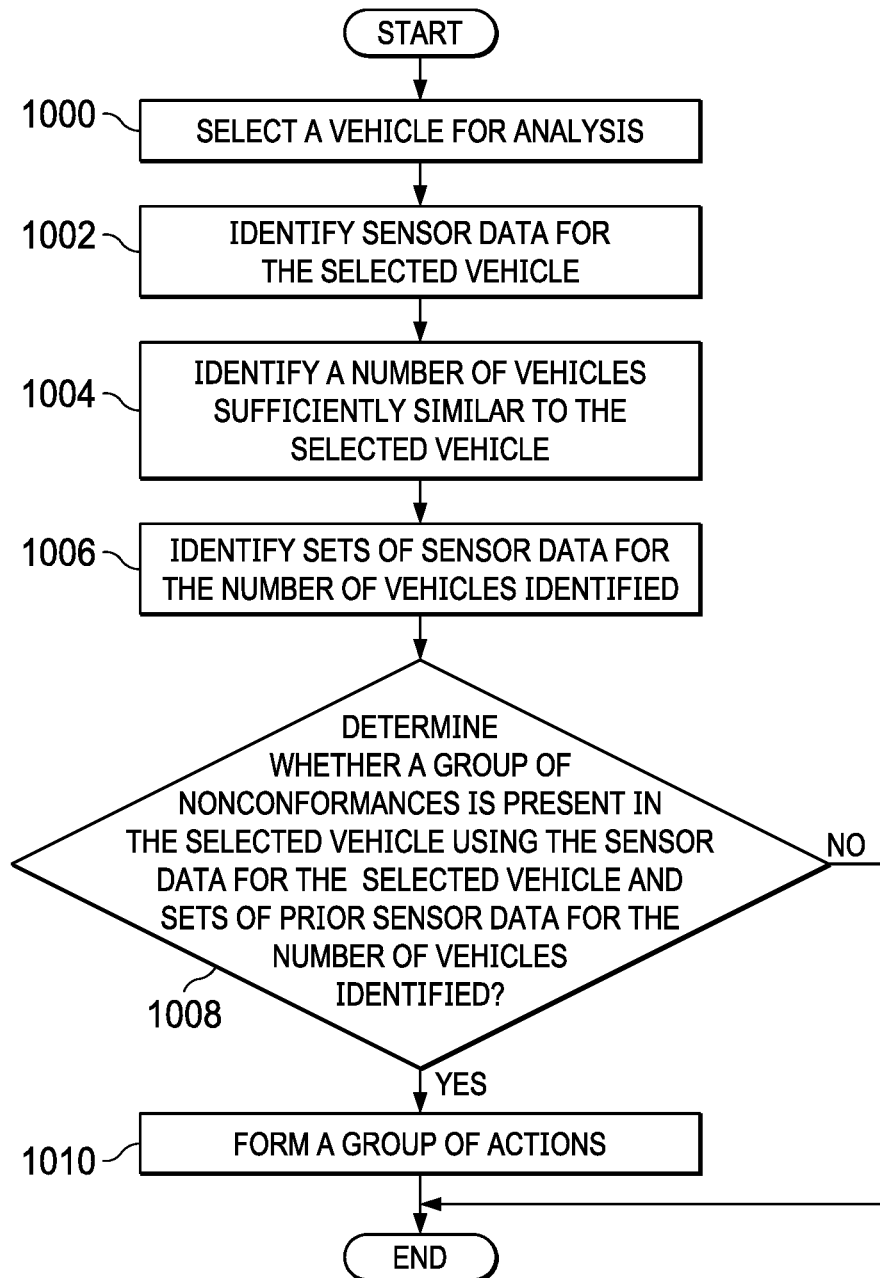 START
1000
SELECT A VEHICLE FOR ANALYSIS
1002
IDENTIFY SENSOR DATA FOR
THE SELECTED VEHICLE
1004
IDENTIFY A NUMBER OF VEHICLES
SUFFICIENTLY SIMILAR TO THE
SELECTED VEHICLE
1006
IDENTIFY SETS OF SENSOR DATA FOR
THE NUMBER OF VEHICLES IDENTIFIED
DETERMINE
WHETHER A GROUP OF
NONCONFORMANCES IS PRESENT IN
THE SELECTED VEHICLE USING THE SENSOR
DATA FOR THE SELECTED VEHICLE AND
SETS OF PRIOR SENSOR DATA FOR THE
NUMBER OF VEHICLES
IDENTIFIED?
NO
1008
YES
1010
FORM A GROUP OF ACTIONS
END